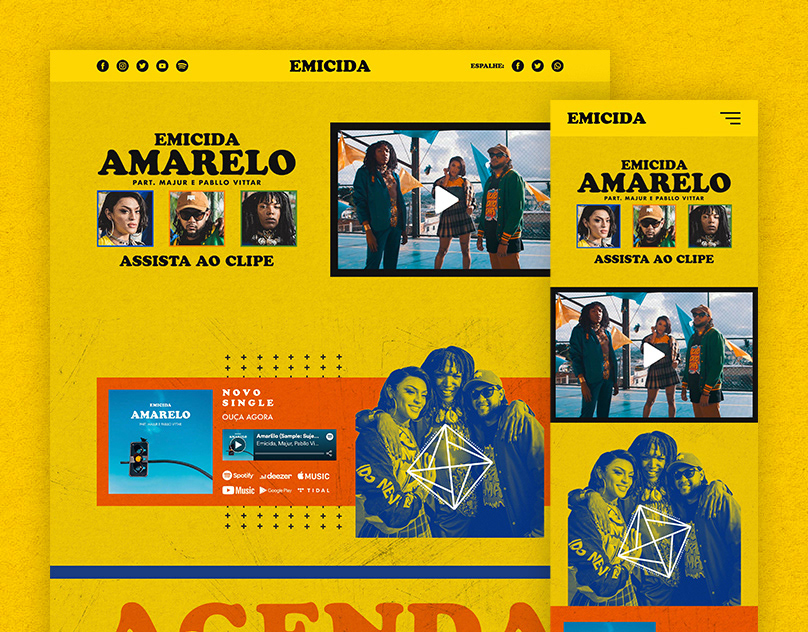 EMICIDA
ESPALHE:
EMICIDA
AMARELO
PART. MAJUR E PABLLO VITTAR
ASSISTA AO CLIPE
EMICIDA
AMARELO
PART. MAJUR E PABLLO VITTAR
NOVO
SINGLE
OUÇA AGORA
AmarElo (Sample: Suje...
Emicida, Majur, Pabllo Vi...
Spotify deezer MUSIC
Music Google Play TIDAL
AGENDA
EMICIDA
EMICIDA
AMARELO
PART. MAJUR E PABLLO VITTAR
ASSISTA AO CLIPE